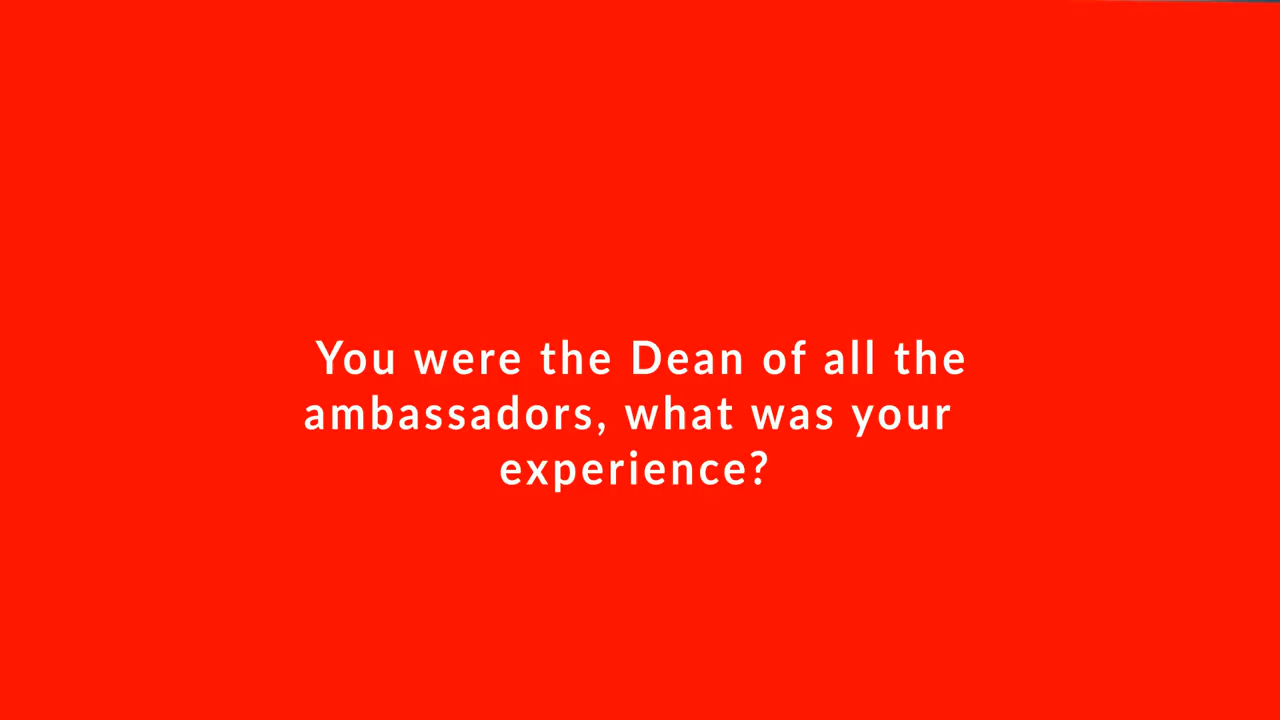 You were the Dean of all the
ambassadors, what was your
experience?